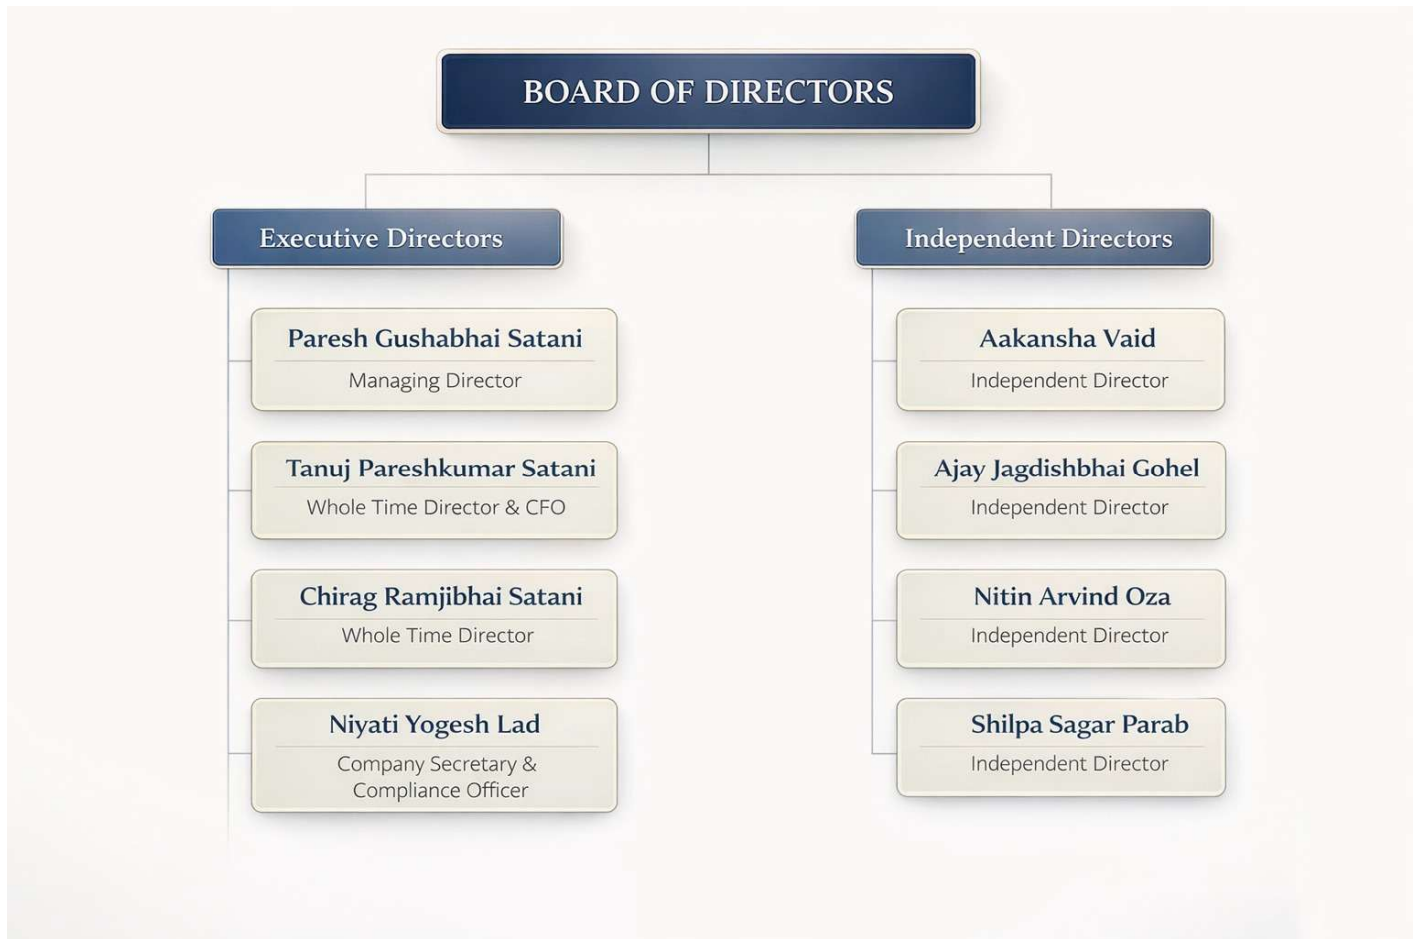 BOARD OF DIRECTORS
Executive Directors
Paresh Gushabhai Satani
Managing Director
Tanuj Pareshkumar Satani
Whole Time Director & CFO
Chirag Ramjibhai Satani
Whole Time Director
Niyati Yogesh Lad
Company Secretary &
Compliance Officer
Independent Directors
Aakansha Vaid
Independent Director
Ajay Jagdishbhai Gohel
Independent Director
Nitin Arvind Oza
Independent Director
Shilpa Sagar Parab
Independent Director